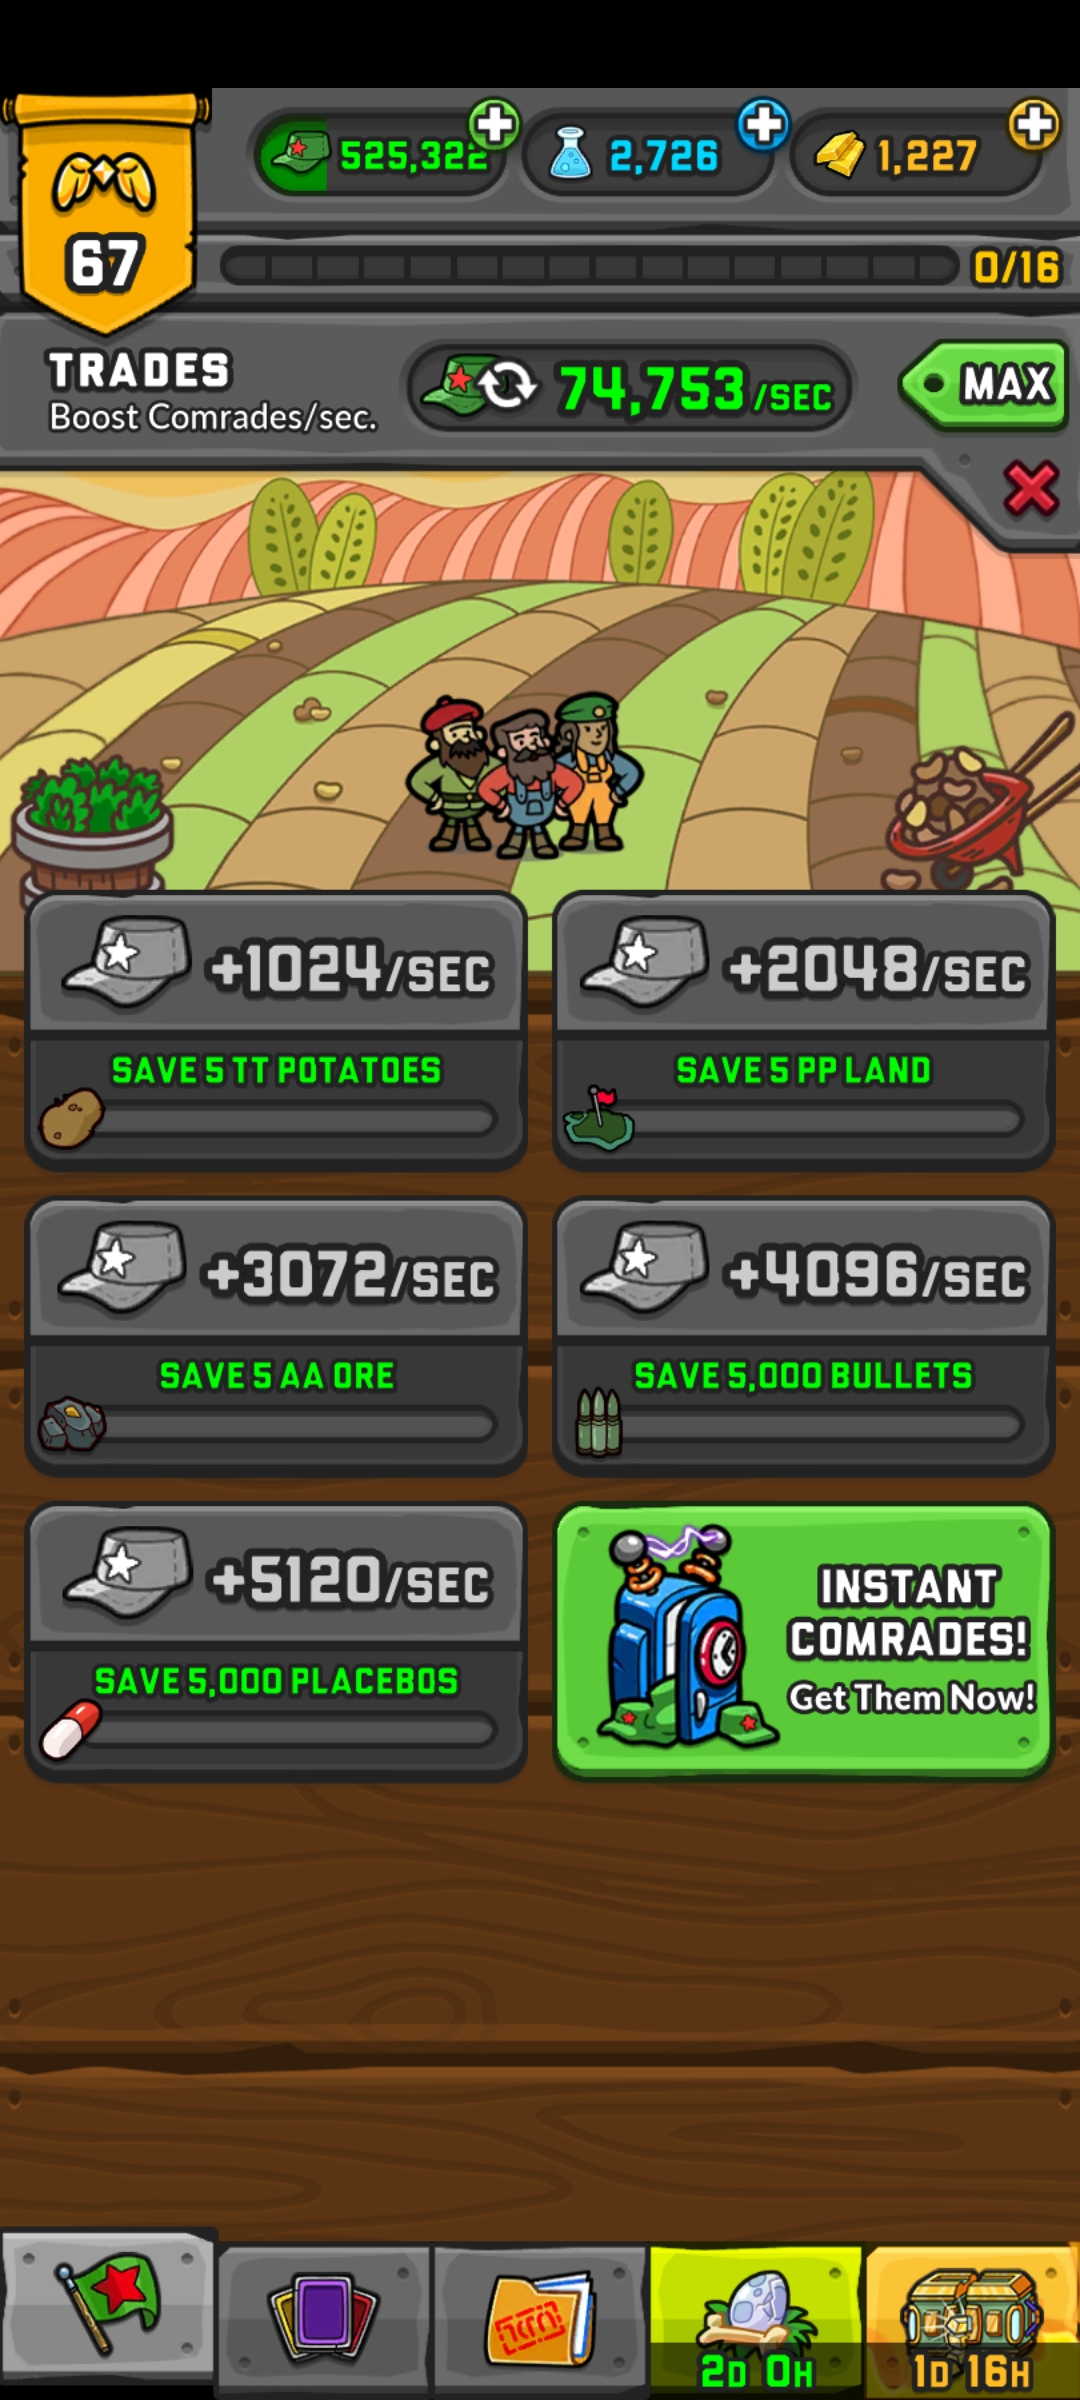 525,322
2,726
1,227
67
0/16
TRADES
Boost Comrades/sec.
74,753/SEC
MAX
+1024/SEC
+2048/SEC
SAVE 5 TT POTATOES
SAVE 5 PP LAND
+3072/SEC
+4096/SEC
SAVE 5 AA ORE
SAVE 5,000 BULLETS
+5120/SEC
INSTANT
COMRADES!
Get Them Now!
SAVE 5,000 PLACEBOS
2D 0H
1D 16H